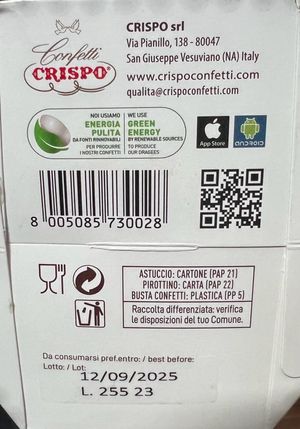 Confetti
CRISPO
CRISPO srl
Via Pianillo, 138 - 80047
San Giuseppe Vesuviano (NA) Italy
www.crispoconfetti.com
qualita@crispoconfetti.com
NOI USIAMO
ENERGIA
PULITA
DA FONTI RINNOVABILI
PER PRODURRE
I NOSTRI CONFETTI
WE USE
GREEN
ENERGY
BY RENEWABLE SOURCES
TO PRODUCE
OUR DRAGEES
App Store
ANDROID
8 005085 730028
ASTUCCIO: CARTONE (PAP 21)
PIROTTINO: CARTA (PAP 22)
BUSTA CONFETTI: PLASTICA (PP 5)
Raccolta differenziata: verifica
le disposizioni del tuo Comune.
Da consumarsi pref.entro: / best before:
Lotto: / Lot:
12/09/2025
L. 255 23